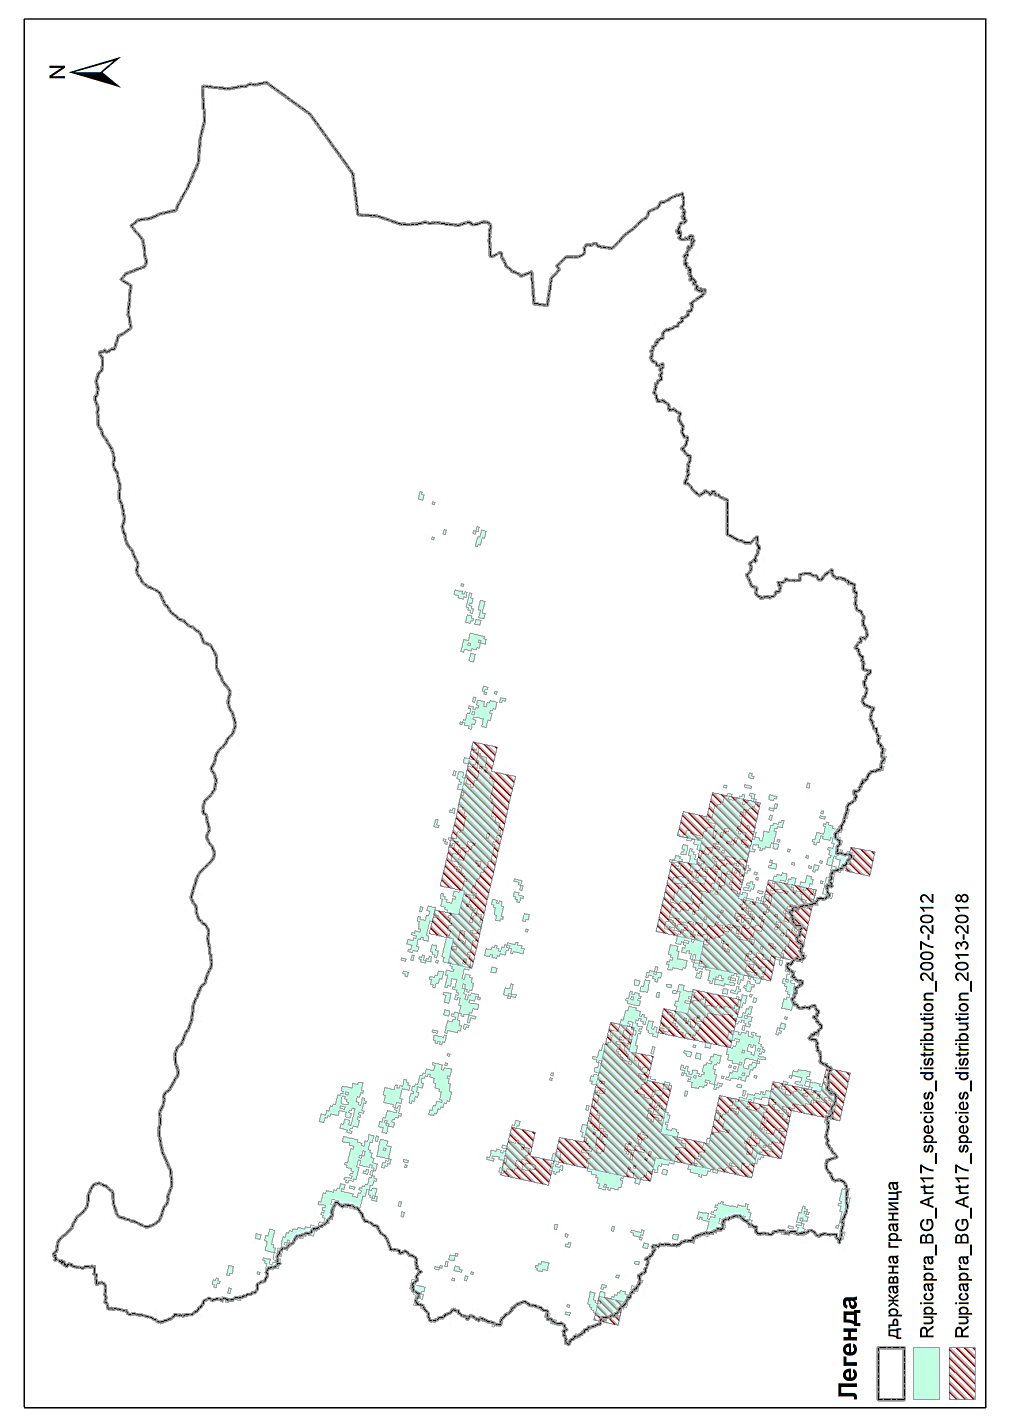 N
Легенда
държавна граница
Rupicapra_BG_Art17_species_distribution_2007-2012
Rupicapra_BG_Art17_species_distribution_2013-2018